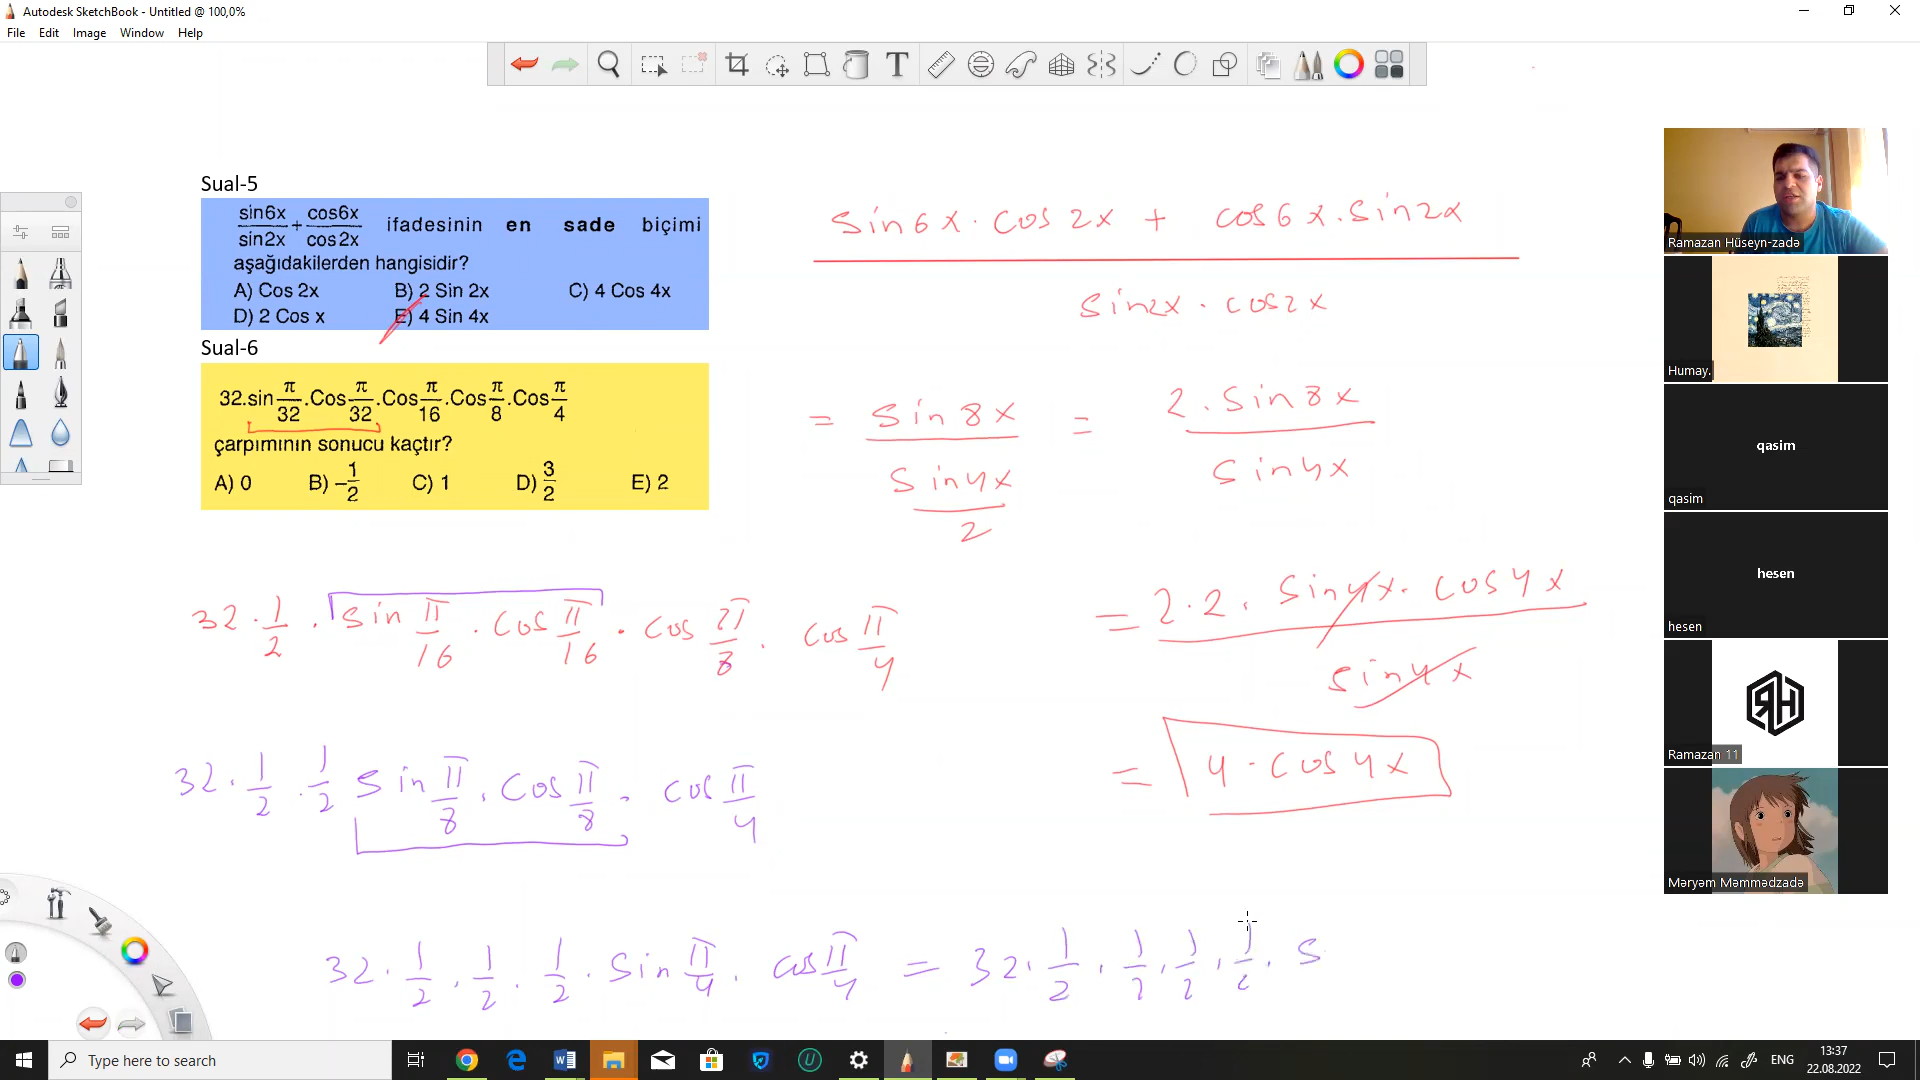 Autodesk SketchBook - Untitled @ 100,0%
File Edit Image Window Help
T
Sual-5
sin6x/sin2x + cos6x/cos2x ifadesinin en sade biçimi
aşağıdakilerden hangisidir?
A) Cos 2x B) 2 Sin 2x C) 4 Cos 4x
D) 2 Cos x E) 4 Sin 4x
Sual-6
32.sin π/32 .Cos π/32 .Cos π/16 .Cos π/8 .Cos π/4
çarpımının sonucu kaçtır?
A) 0 B) -1/2 C) 1 D) 3/2 E) 2
sin6x · cos2x + cos6x . sin2x
sin2x · cos2x
= sin8x / (sin4x / 2) = 2 . sin8x / sin4x
= 2 · 2 . sin4x · cos4x / sin4x
= 4 · cos4x
32 · 1/2 · sin π/16 · cos π/16 · cos π/8 . cos π/4
32 · 1/2 · 1/2 sin π/8 . cos π/8 . cos π/4
32 · 1/2 . 1/2 . 1/2 . sin π/4 . cos π/4 = 32 . 1/2 . 1/2 . 1/2 . 1/2 . s
Ramazan Hüseyn-zadə
Humay.
qasim
qasim
hesen
hesen
RH
Ramazan 11
Məryəm Məmmədzadə
Type here to search
ENG
13:37
22.08.2022